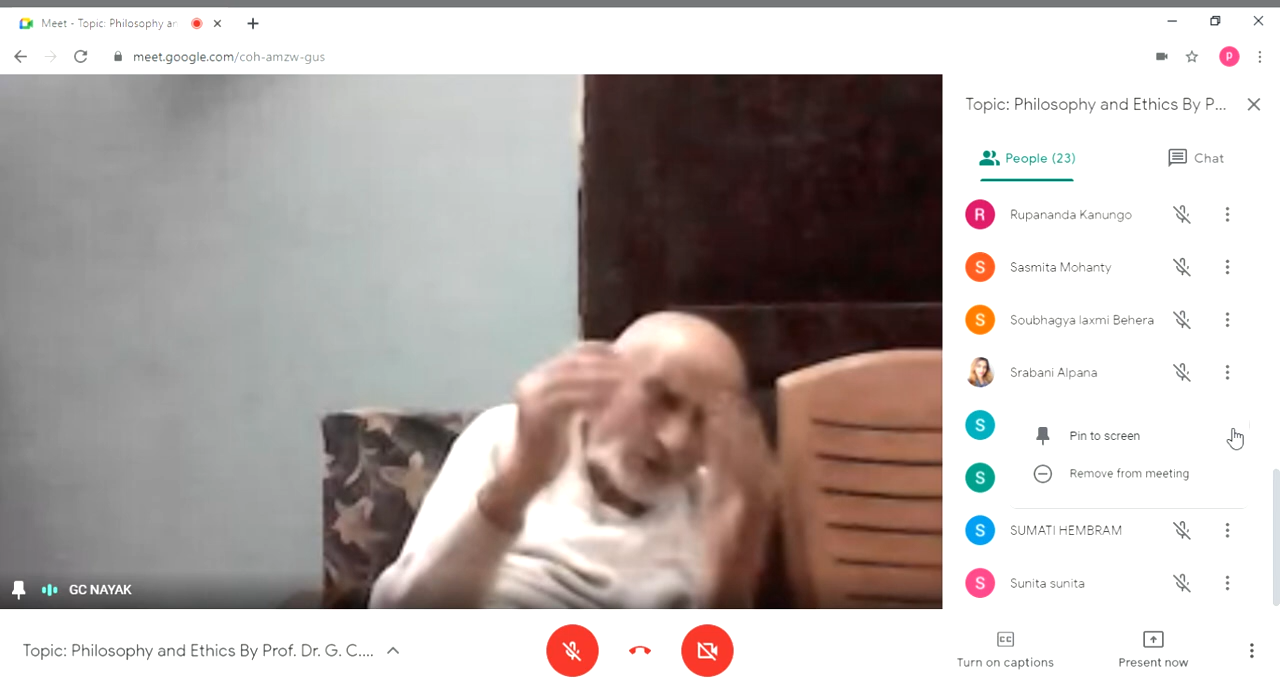 Meet - Topic: Philosophy ar
meet.google.com/coh-amzw-gus
P
Topic: Philosophy and Ethics By P...
People (23)
Chat
R Rupananda Kanungo
S Sasmita Mohanty
S Soubhagya laxmi Behera
Srabani Alpana
S
Pin to screen
S
Remove from meeting
S SUMATI HEMBRAM
S Sunita sunita
GC NAYAK
Topic: Philosophy and Ethics By Prof. Dr. G. C....
CC
Turn on captions
Present now